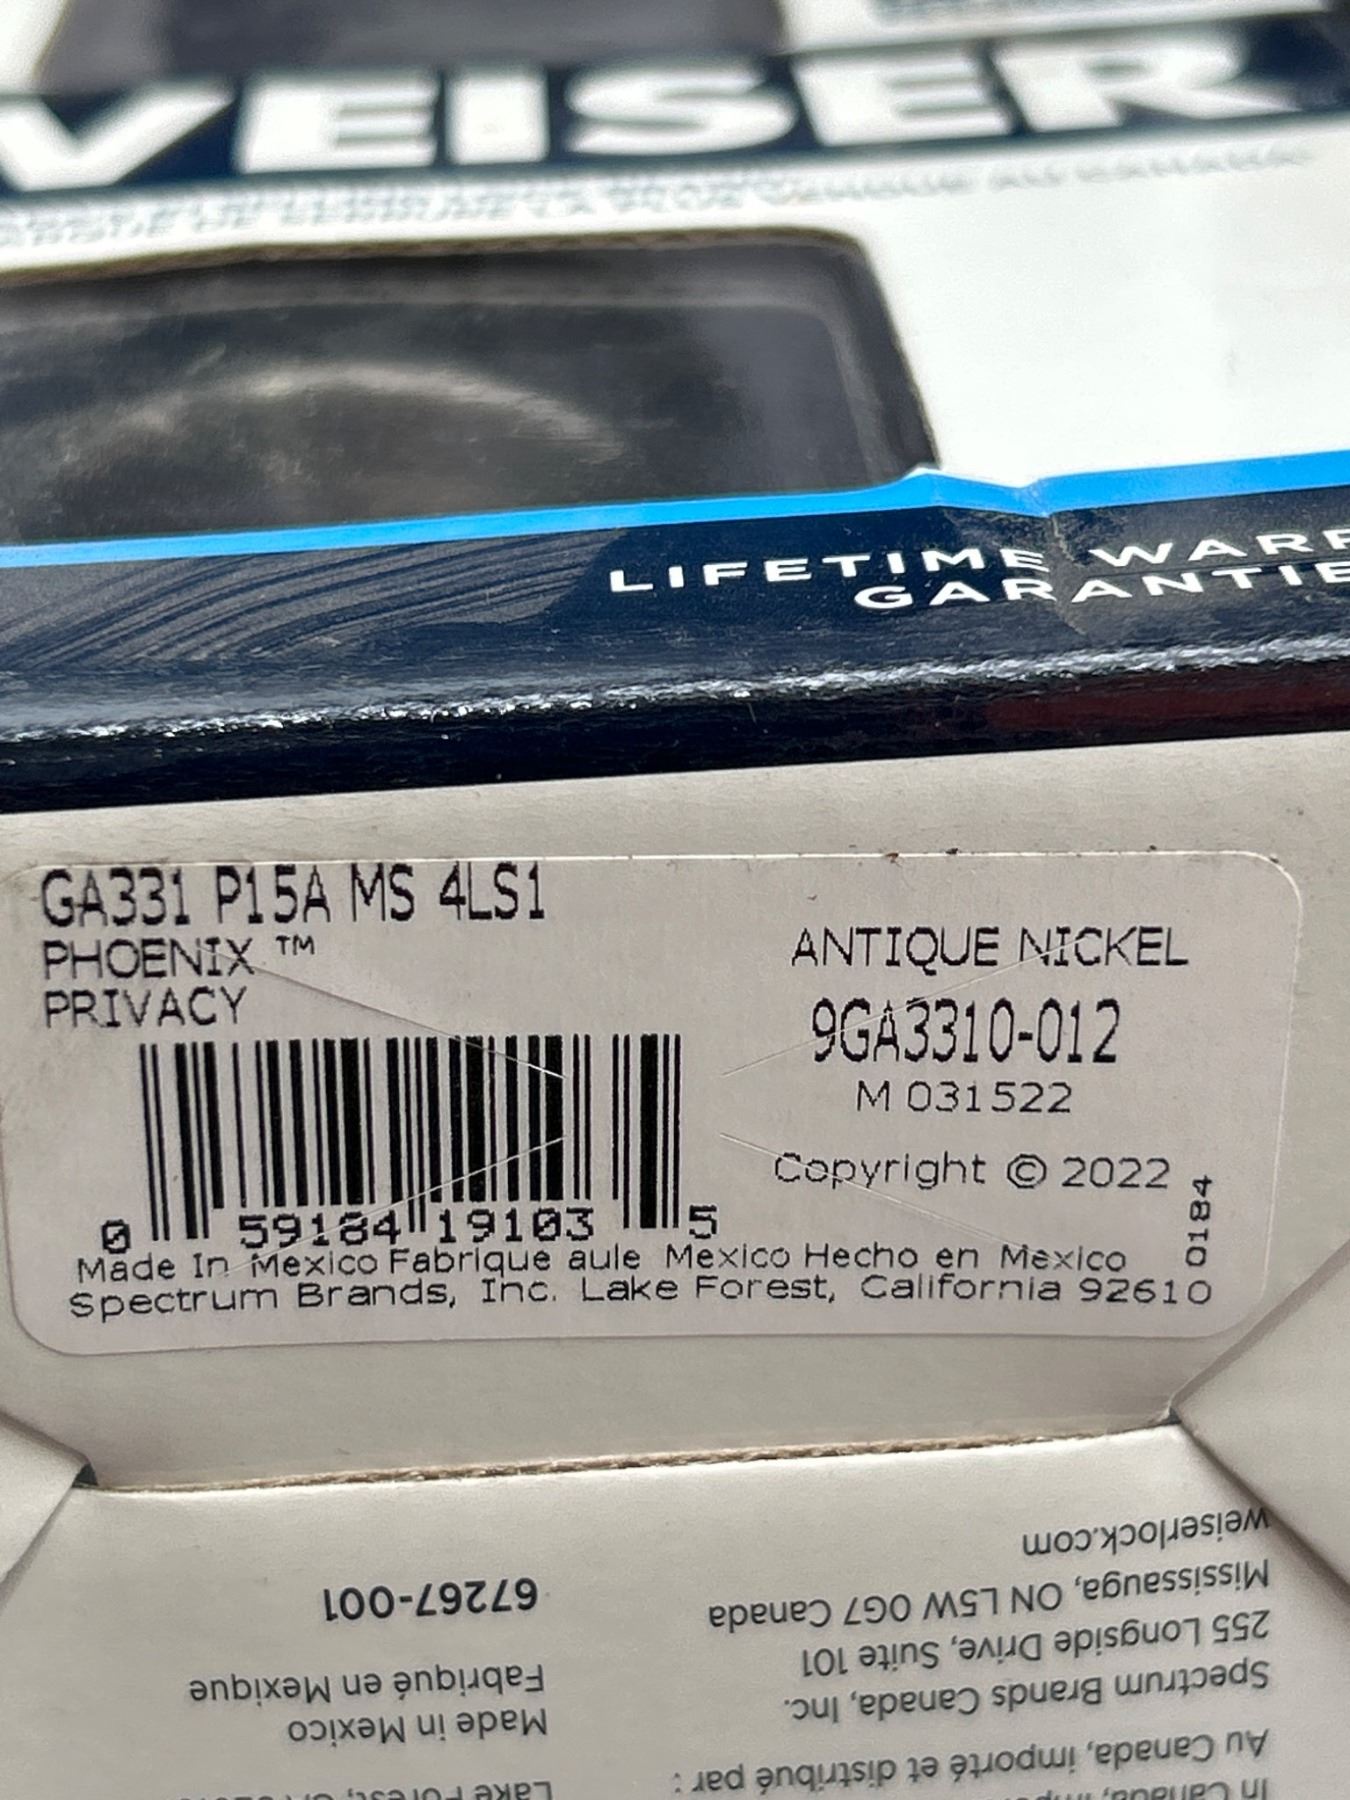 WEISER
LIFETIME
GARANTIE
GA331 P15A MS 4LS1
PHOENIX ™
PRIVACY
ANTIQUE NICKEL
9GA3310-012
M 031522
Copyright © 2022
0184
0 59184 19103 5
Made In Mexico Fabrique aule Mexico Hecho en Mexico
Spectrum Brands, Inc. Lake Forest, California 92610
weiserlock.com
Mississauga, ON L5W 0G7 Canada
255 Longside Drive, Suite 101
Spectrum Brands Canada, Inc.
Au Canada, importé et distribué par :
67267-001
Fabriqué en Mexique
Made in Mexico
Lake Forest,